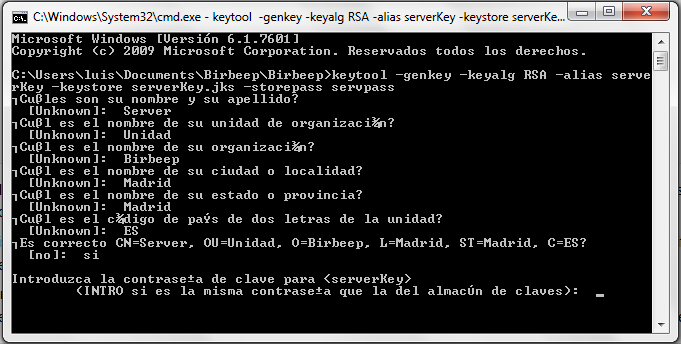 C:\Windows\System32\cmd.exe - keytool -genkey -keyalg RSA -alias serverKey -keystore serverKe...
Microsoft Windows [Versión 6.1.7601]
Copyright (c) 2009 Microsoft Corporation. Reservados todos los derechos.
C:\Users\luis\Documents\Birbeep\Birbeep>keytool -genkey -keyalg RSA -alias serve
rKey -keystore serverKey.jks -storepass servpass
┐Cußles son su nombre y su apellido?
[Unknown]: Server
┐Cußl es el nombre de su unidad de organizaci¾n?
[Unknown]: Unidad
┐Cußl es el nombre de su organizaci¾n?
[Unknown]: Birbeep
┐Cußl es el nombre de su ciudad o localidad?
[Unknown]: Madrid
┐Cußl es el nombre de su estado o provincia?
[Unknown]: Madrid
┐Cußl es el c¾digo de paÝs de dos letras de la unidad?
[Unknown]: ES
┐Es correcto CN=Server, OU=Unidad, O=Birbeep, L=Madrid, ST=Madrid, C=ES?
[no]: si
Introduzca la contrase±a de clave para <serverKey>
(INTRO si es la misma contrase±a que la del almacÚn de claves): _